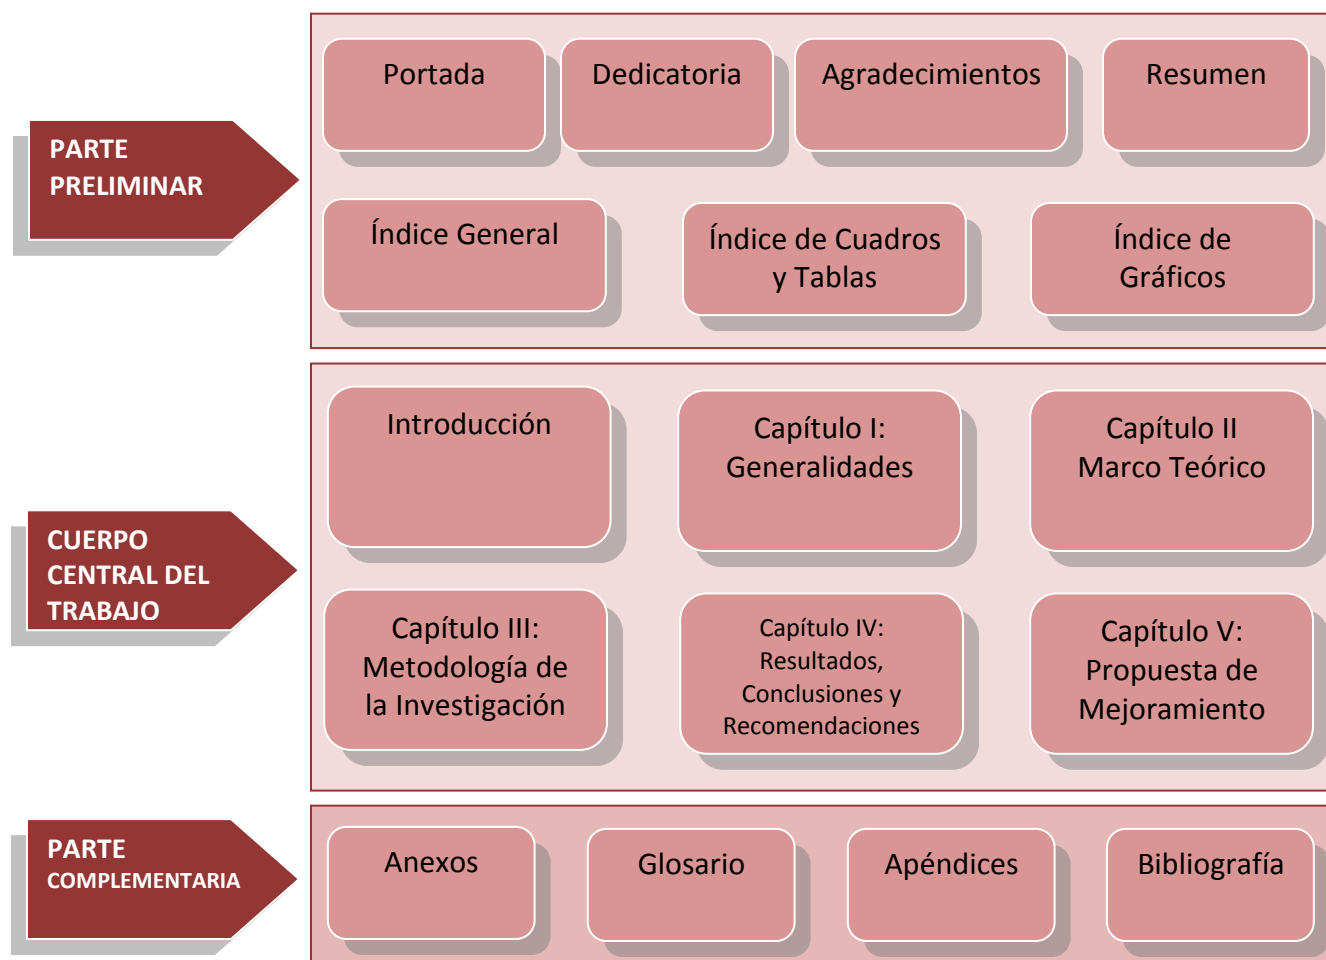 PARTE
PRELIMINAR
Portada
Dedicatoria
Agradecimientos
Resumen
Índice General
Índice de Cuadros
y Tablas
Índice de
Gráficos
CUERPO
CENTRAL DEL
TRABAJO
Introducción
Capítulo I:
Generalidades
Capítulo II
Marco Teórico
Capítulo III:
Metodología de
la Investigación
Capítulo IV:
Resultados,
Conclusiones y
Recomendaciones
Capítulo V:
Propuesta de
Mejoramiento
PARTE
COMPLEMENTARIA
Anexos
Glosario
Apéndices
Bibliografía